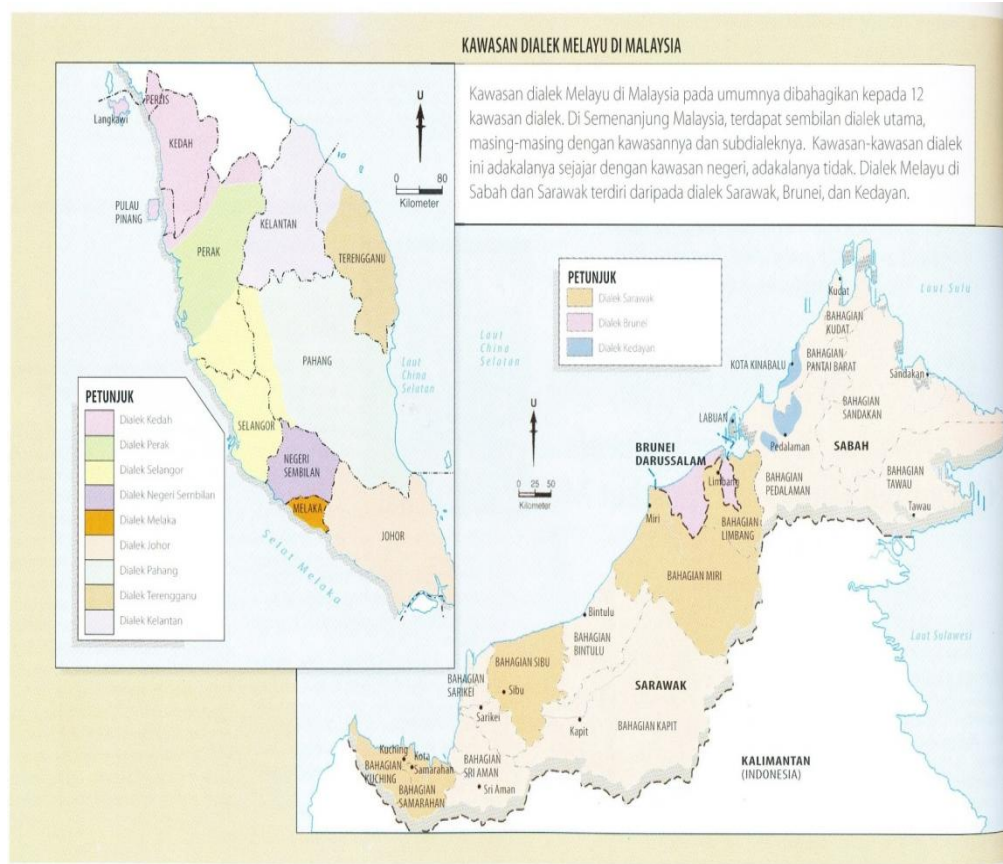 KAWASAN DIALEK MELAYU DI MALAYSIA
Kawasan dialek Melayu di Malaysia pada umumnya dibahagikan kepada 12
kawasan dialek. Di Semenanjung Malaysia, terdapat sembilan dialek utama,
masing-masing dengan kawasannya dan subdialeknya. Kawasan-kawasan dialek
ini adakalanya sejajar dengan kawasan negeri, adakalanya tidak. Dialek Melayu di
Sabah dan Sarawak terdiri daripada dialek Sarawak, Brunei, dan Kedayan.
PERLIS
Langkawi
KEDAH
PULAU
PINANG
PERAK
KELANTAN
TERENGGANU
PAHANG
SELANGOR
NEGERI
SEMBILAN
MELAKA
JOHOR
Selat Melaka
Laut
China
Selatan
U
0 80
Kilometer
PETUNJUK
Dialek Kedah
Dialek Perak
Dialek Selangor
Dialek Negeri Sembilan
Dialek Melaka
Dialek Johor
Dialek Pahang
Dialek Terengganu
Dialek Kelantan
PETUNJUK
Dialek Sarawak
Dialek Brunei
Dialek Kedayan
Laut
China
Selatan
U
0 25 50
Kilometer
Laut Sulu
Kudat
BAHAGIAN
KUDAT
KOTA KINABALU
BAHAGIAN
PANTAI BARAT
Sandakan
BAHAGIAN
SANDAKAN
LABUAN
Pedalaman
SABAH
BRUNEI
DARUSSALAM
Limbang
BAHAGIAN
PEDALAMAN
BAHAGIAN
TAWAU
Tawau
Miri
BAHAGIAN
LIMBANG
BAHAGIAN MIRI
Bintulu
BAHAGIAN
BINTULU
Laut Sulawesi
BAHAGIAN SIBU
Sibu
BAHAGIAN
SARIKEI
Sarikei
SARAWAK
Kapit
BAHAGIAN KAPIT
Kuching
Kota
Samarahan
BAHAGIAN
KUCHING
BAHAGIAN
SAMARAHAN
BAHAGIAN
SRI AMAN
Sri Aman
KALIMANTAN
(INDONESIA)